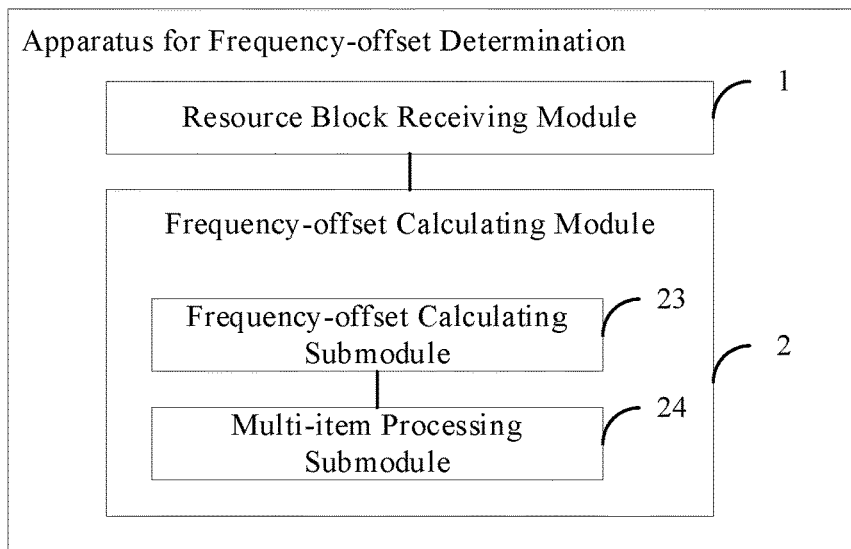 Apparatus for Frequency-offset Determination
1
Resource Block Receiving Module
Frequency-offset Calculating Module
23
Frequency-offset Calculating
Submodule
2
24
Multi-item Processing
Submodule